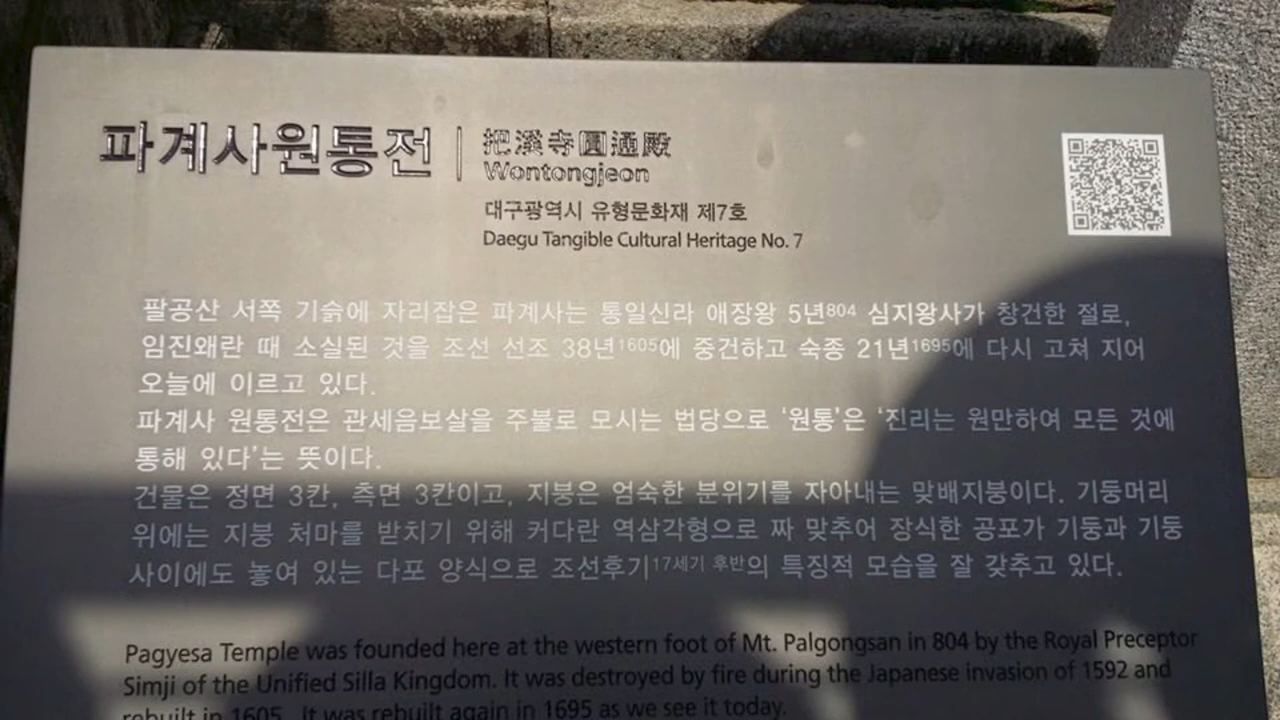 파계사원통전
把溪寺圓通殿
Wontongjeon
대구광역시 유형문화재 제7호
Daegu Tangible Cultural Heritage No. 7
팔공산 서쪽 기슭에 자리잡은 파계사는 통일신라 애장왕 5년804 심지왕사가 창건한 절로,
임진왜란 때 소실된 것을 조선 선조 38년1605에 중건하고 숙종 21년1695에 다시 고쳐 지어
오늘에 이르고 있다.
파계사 원통전은 관세음보살을 주불로 모시는 법당으로 ‘원통’은 ‘진리는 원만하여 모든 것에
통해 있다’는 뜻이다.
건물은 정면 3칸, 측면 3칸이고, 지붕은 엄숙한 분위기를 자아내는 맞배지붕이다. 기둥머리
위에는 지붕 처마를 받치기 위해 커다란 역삼각형으로 짜 맞추어 장식한 공포가 기둥과 기둥
사이에도 놓여 있는 다포 양식으로 조선후기17세기 후반의 특징적 모습을 잘 갖추고 있다.
Pagyesa Temple was founded here at the western foot of Mt. Palgongsan in 804 by the Royal Preceptor
Simji of the Unified Silla Kingdom. It was destroyed by fire during the Japanese invasion of 1592 and
rebuilt in 1605. It was rebuilt again in 1695 as we see it today.